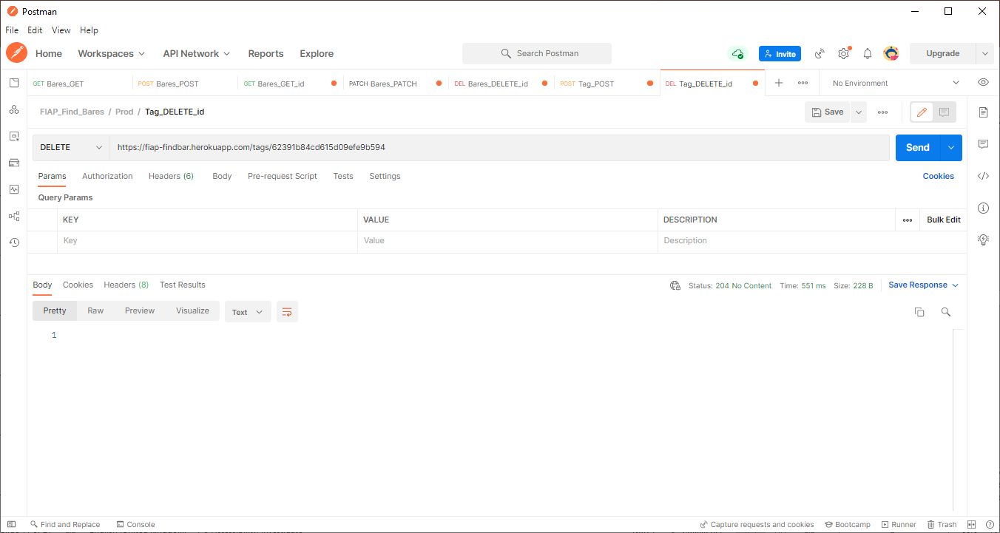 Postman
File Edit View Help
Home Workspaces API Network Reports Explore Search Postman Invite Upgrade
GET Bares_GET POST Bares_POST GET Bares_GET_id PATCH Bares_PATCH DEL Bares_DELETE_id POST Tag_POST DEL Tag_DELETE_id No Environment
FIAP_Find_Bares / Prod / Tag_DELETE_id Save
DELETE https://fiap-findbar.herokuapp.com/tags/62391b84cd615d09efe9b594 Send
Params Authorization Headers (6) Body Pre-request Script Tests Settings Cookies
Query Params
KEY VALUE DESCRIPTION Bulk Edit
Key Value Description
Body Cookies Headers (8) Test Results Status: 204 No Content Time: 551 ms Size: 228 B Save Response
Pretty Raw Preview Visualize Text
1
Find and Replace Console Capture requests and cookies Bootcamp Runner Trash